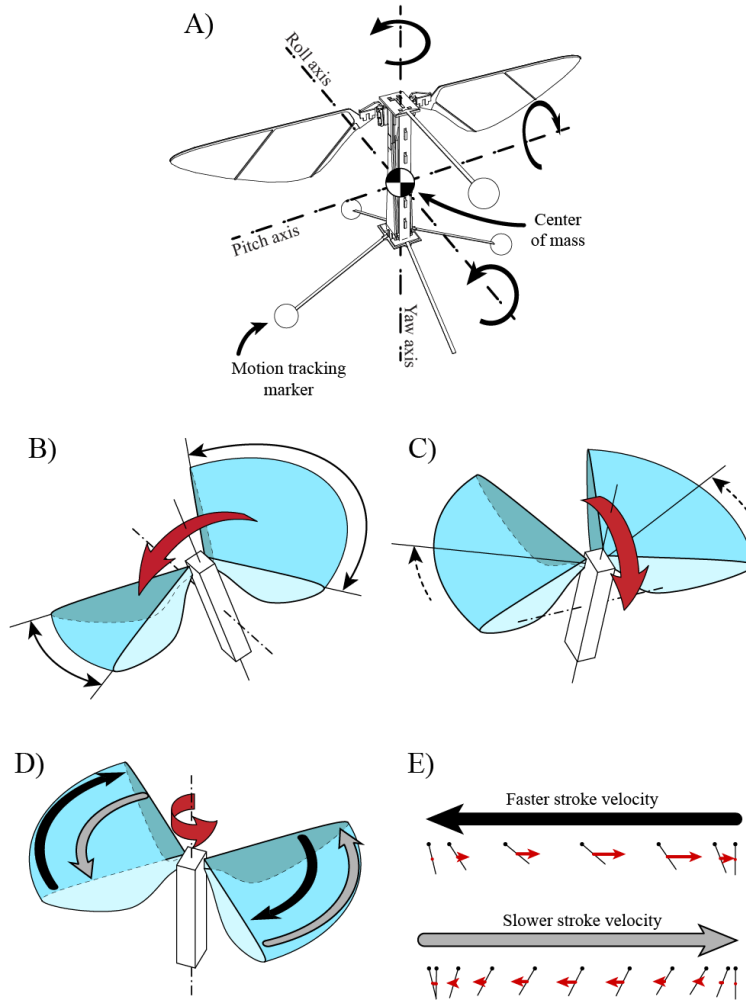 A)
Roll axis
Pitch axis
Center
of mass
Yaw axis
Motion tracking
marker
B)
C)
D)
E)
Faster stroke velocity
Slower stroke velocity